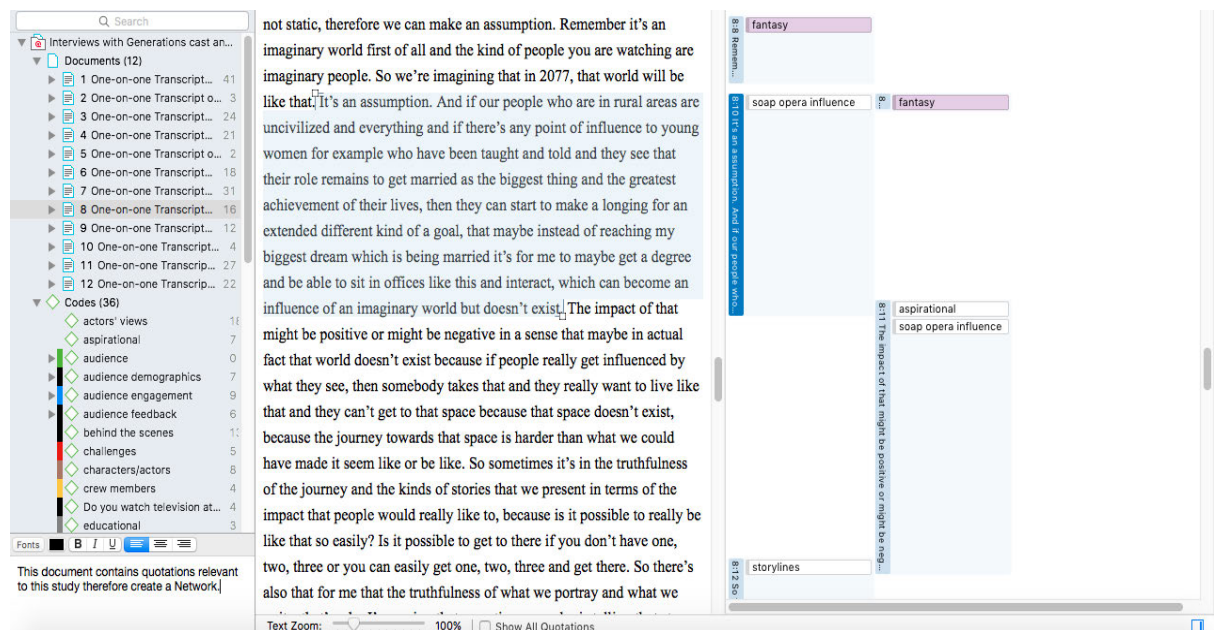 Search
Interviews with Generations cast an...
Documents (12)
1 One-on-one Transcript... 41
2 One-on-one Transcript o... 3
3 One-on-one Transcript... 24
4 One-on-one Transcript... 21
5 One-on-one Transcript o... 2
6 One-on-one Transcript... 18
7 One-on-one Transcript... 31
8 One-on-one Transcript... 16
9 One-on-one Transcript... 12
10 One-on-one Transcript... 4
11 One-on-one Transcrip... 27
12 One-on-one Transcrip... 22
Codes (36)
actors' views
aspirational 7
audience 0
audience demographics 7
audience engagement 9
audience feedback 6
behind the scenes
challenges 5
characters/actors 8
crew members 4
Do you watch television at... 4
educational 3
Fonts B I U
This document contains quotations relevant
to this study therefore create a Network.
not static, therefore we can make an assumption. Remember it's an
imaginary world first of all and the kind of people you are watching are
imaginary people. So we're imagining that in 2077, that world will be
like that. It's an assumption. And if our people who are in rural areas are
uncivilized and everything and if there's any point of influence to young
women for example who have been taught and told and they see that
their role remains to get married as the biggest thing and the greatest
achievement of their lives, then they can start to make a longing for an
extended different kind of a goal, that maybe instead of reaching my
biggest dream which is being married it's for me to maybe get a degree
and be able to sit in offices like this and interact, which can become an
influence of an imaginary world but doesn't exist. The impact of that
might be positive or might be negative in a sense that maybe in actual
fact that world doesn't exist because if people really get influenced by
what they see, then somebody takes that and they really want to live like
that and they can't get to that space because that space doesn't exist,
because the journey towards that space is harder than what we could
have made it seem like or be like. So sometimes it's in the truthfulness
of the journey and the kinds of stories that we present in terms of the
impact that people would really like to, because is it possible to really be
like that so easily? Is it possible to get to there if you don't have one,
two, three or you can easily get one, two, three and get there. So there's
also that for me that the truthfulness of what we portray and what we
Text Zoom: 100% Show All Quotations
8:8 Remem...
fantasy
8:10 It's an assumption. And if our people who...
soap opera influence
8...
fantasy
8:11 The impact of that might be positive or might be neg...
aspirational
soap opera influence
8:12 So
storylines